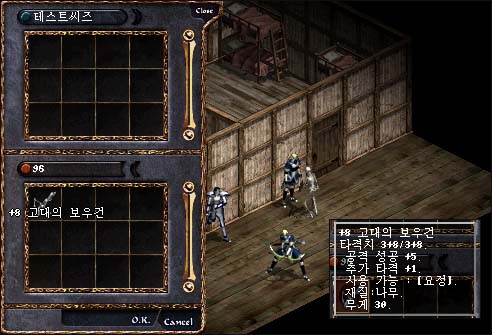 테스트씨즈
Close
96
+8 고대의 보우건
O.K.
Cancel
+8 고대의 보우건
타격치 3+8/3+8
공격 성공 +5
추가 타격 +1
사용 가능 : [요정]
재질:나무
무게 30